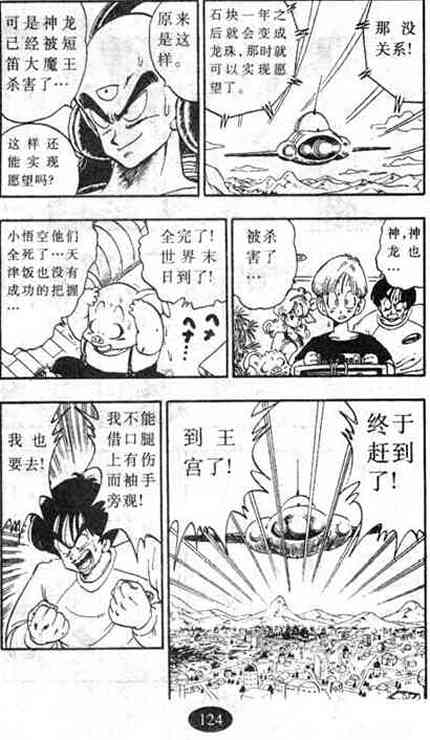 那没
关系!
石块一年之
后就会变成
龙珠,那时就
可以实现愿
望了.
原来
是这
样.
可是神龙
已经被短
笛大魔王
杀害了…
这样还
能实现
愿望吗?
神,神
龙也
…
被杀
害了
…
全完了!
世界末
日到了!
小悟空他们
全死了…天
津饭也没有
成功的把握
…
终于
赶到
了!
到王
宫了!
我不能
借口腿
上有伤
而袖手
旁观!
我也
要去!
124